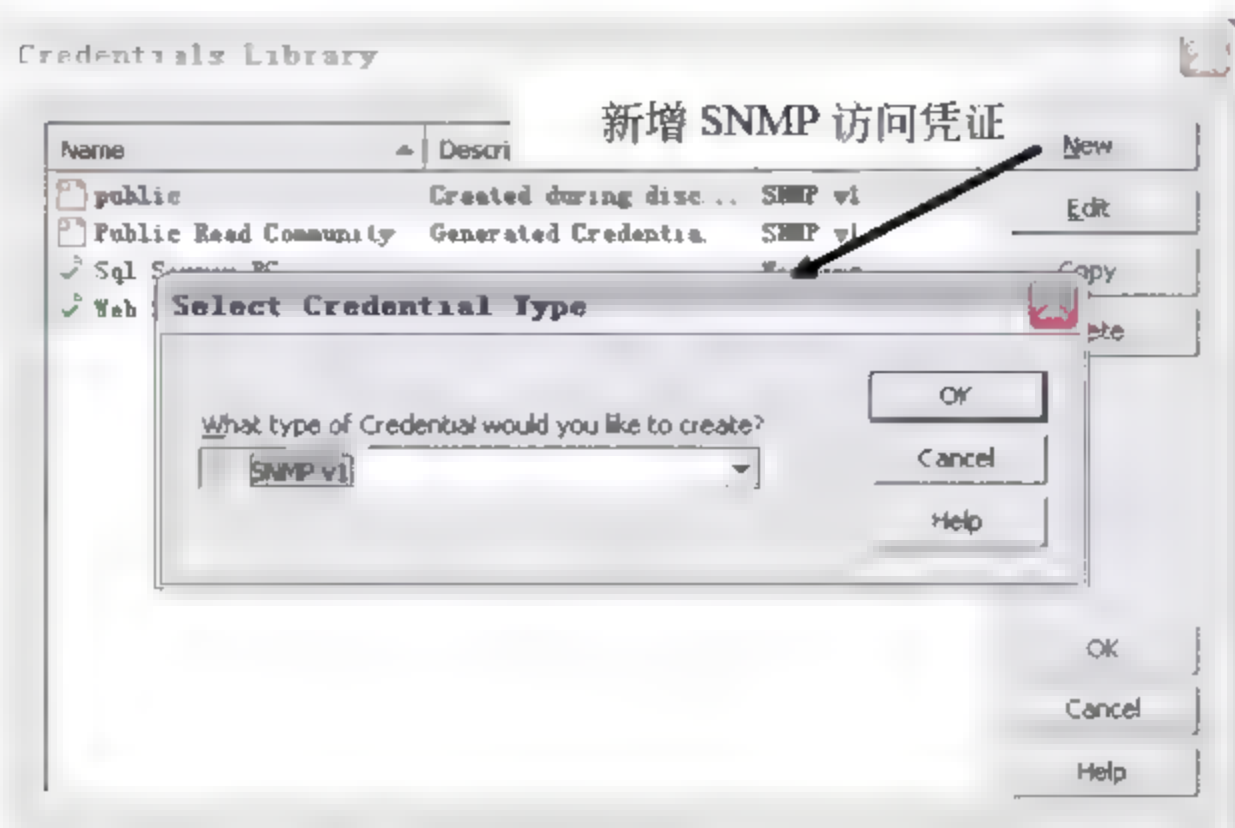 Credentials Library
新增 SNMP 访问凭证
Name Descri
public Created during disc... SNMP v1
Public Read Community Generated Credentia. SNMP v1
Sql
Web
New
Edit
Copy
ete
Select Credential Type
What type of Credential would you like to create?
SNMP v1
OK
Cancel
Help
OK
Cancel
Help